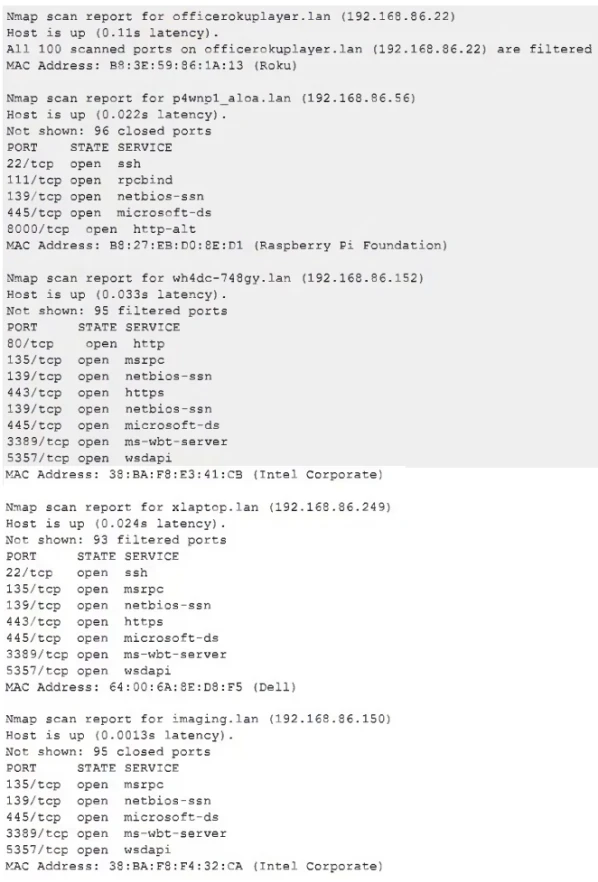 Nmap scan report for officerokuplayer.lan (192.168.86.22)
Host is up (0.11s latency).
All 100 scanned ports on officerokuplayer.lan (192.168.86.22) are filtered
MAC Address: B8:3E:59:86:1A:13 (Roku)
Nmap scan report for p4wnp1_aloa.lan (192.168.86.56)
Host is up (0.022s latency).
Not shown: 96 closed ports
PORT STATE SERVICE
22/tcp open ssh
111/tcp open rpcbind
139/tcp open netbios-ssn
445/tcp open microsoft-ds
8000/tcp open http-alt
MAC Address: B8:27:EB:D0:8E:D1 (Raspberry Pi Foundation)
Nmap scan report for wh4dc-748gy.lan (192.168.86.152)
Host is up (0.033s latency).
Not shown: 95 filtered ports
PORT STATE SERVICE
80/tcp open http
135/tcp open msrpc
139/tcp open netbios-ssn
443/tcp open https
139/tcp open netbios-ssn
445/tcp open microsoft-ds
3389/tcp open ms-wbt-server
5357/tcp open wsdapi
MAC Address: 38:BA:F8:E3:41:CB (Intel Corporate)
Nmap scan report for xlaptop.lan (192.168.86.249)
Host is up (0.024s latency).
Not shown: 93 filtered ports
PORT STATE SERVICE
22/tcp open ssh
135/tcp open msrpc
139/tcp open netbios-ssn
443/tcp open https
445/tcp open microsoft-ds
3389/tcp open ms-wbt-server
5357/tcp open wsdapi
MAC Address: 64:00:6A:8E:D8:F5 (Dell)
Nmap scan report for imaging.lan (192.168.86.150)
Host is up (0.0013s latency).
Not shown: 95 closed ports
PORT STATE SERVICE
135/tcp open msrpc
139/tcp open netbios-ssn
445/tcp open microsoft-ds
3389/tcp open ms-wbt-server
5357/tcp open wsdapi
MAC Address: 38:BA:F8:F4:32:CA (Intel Corporate)